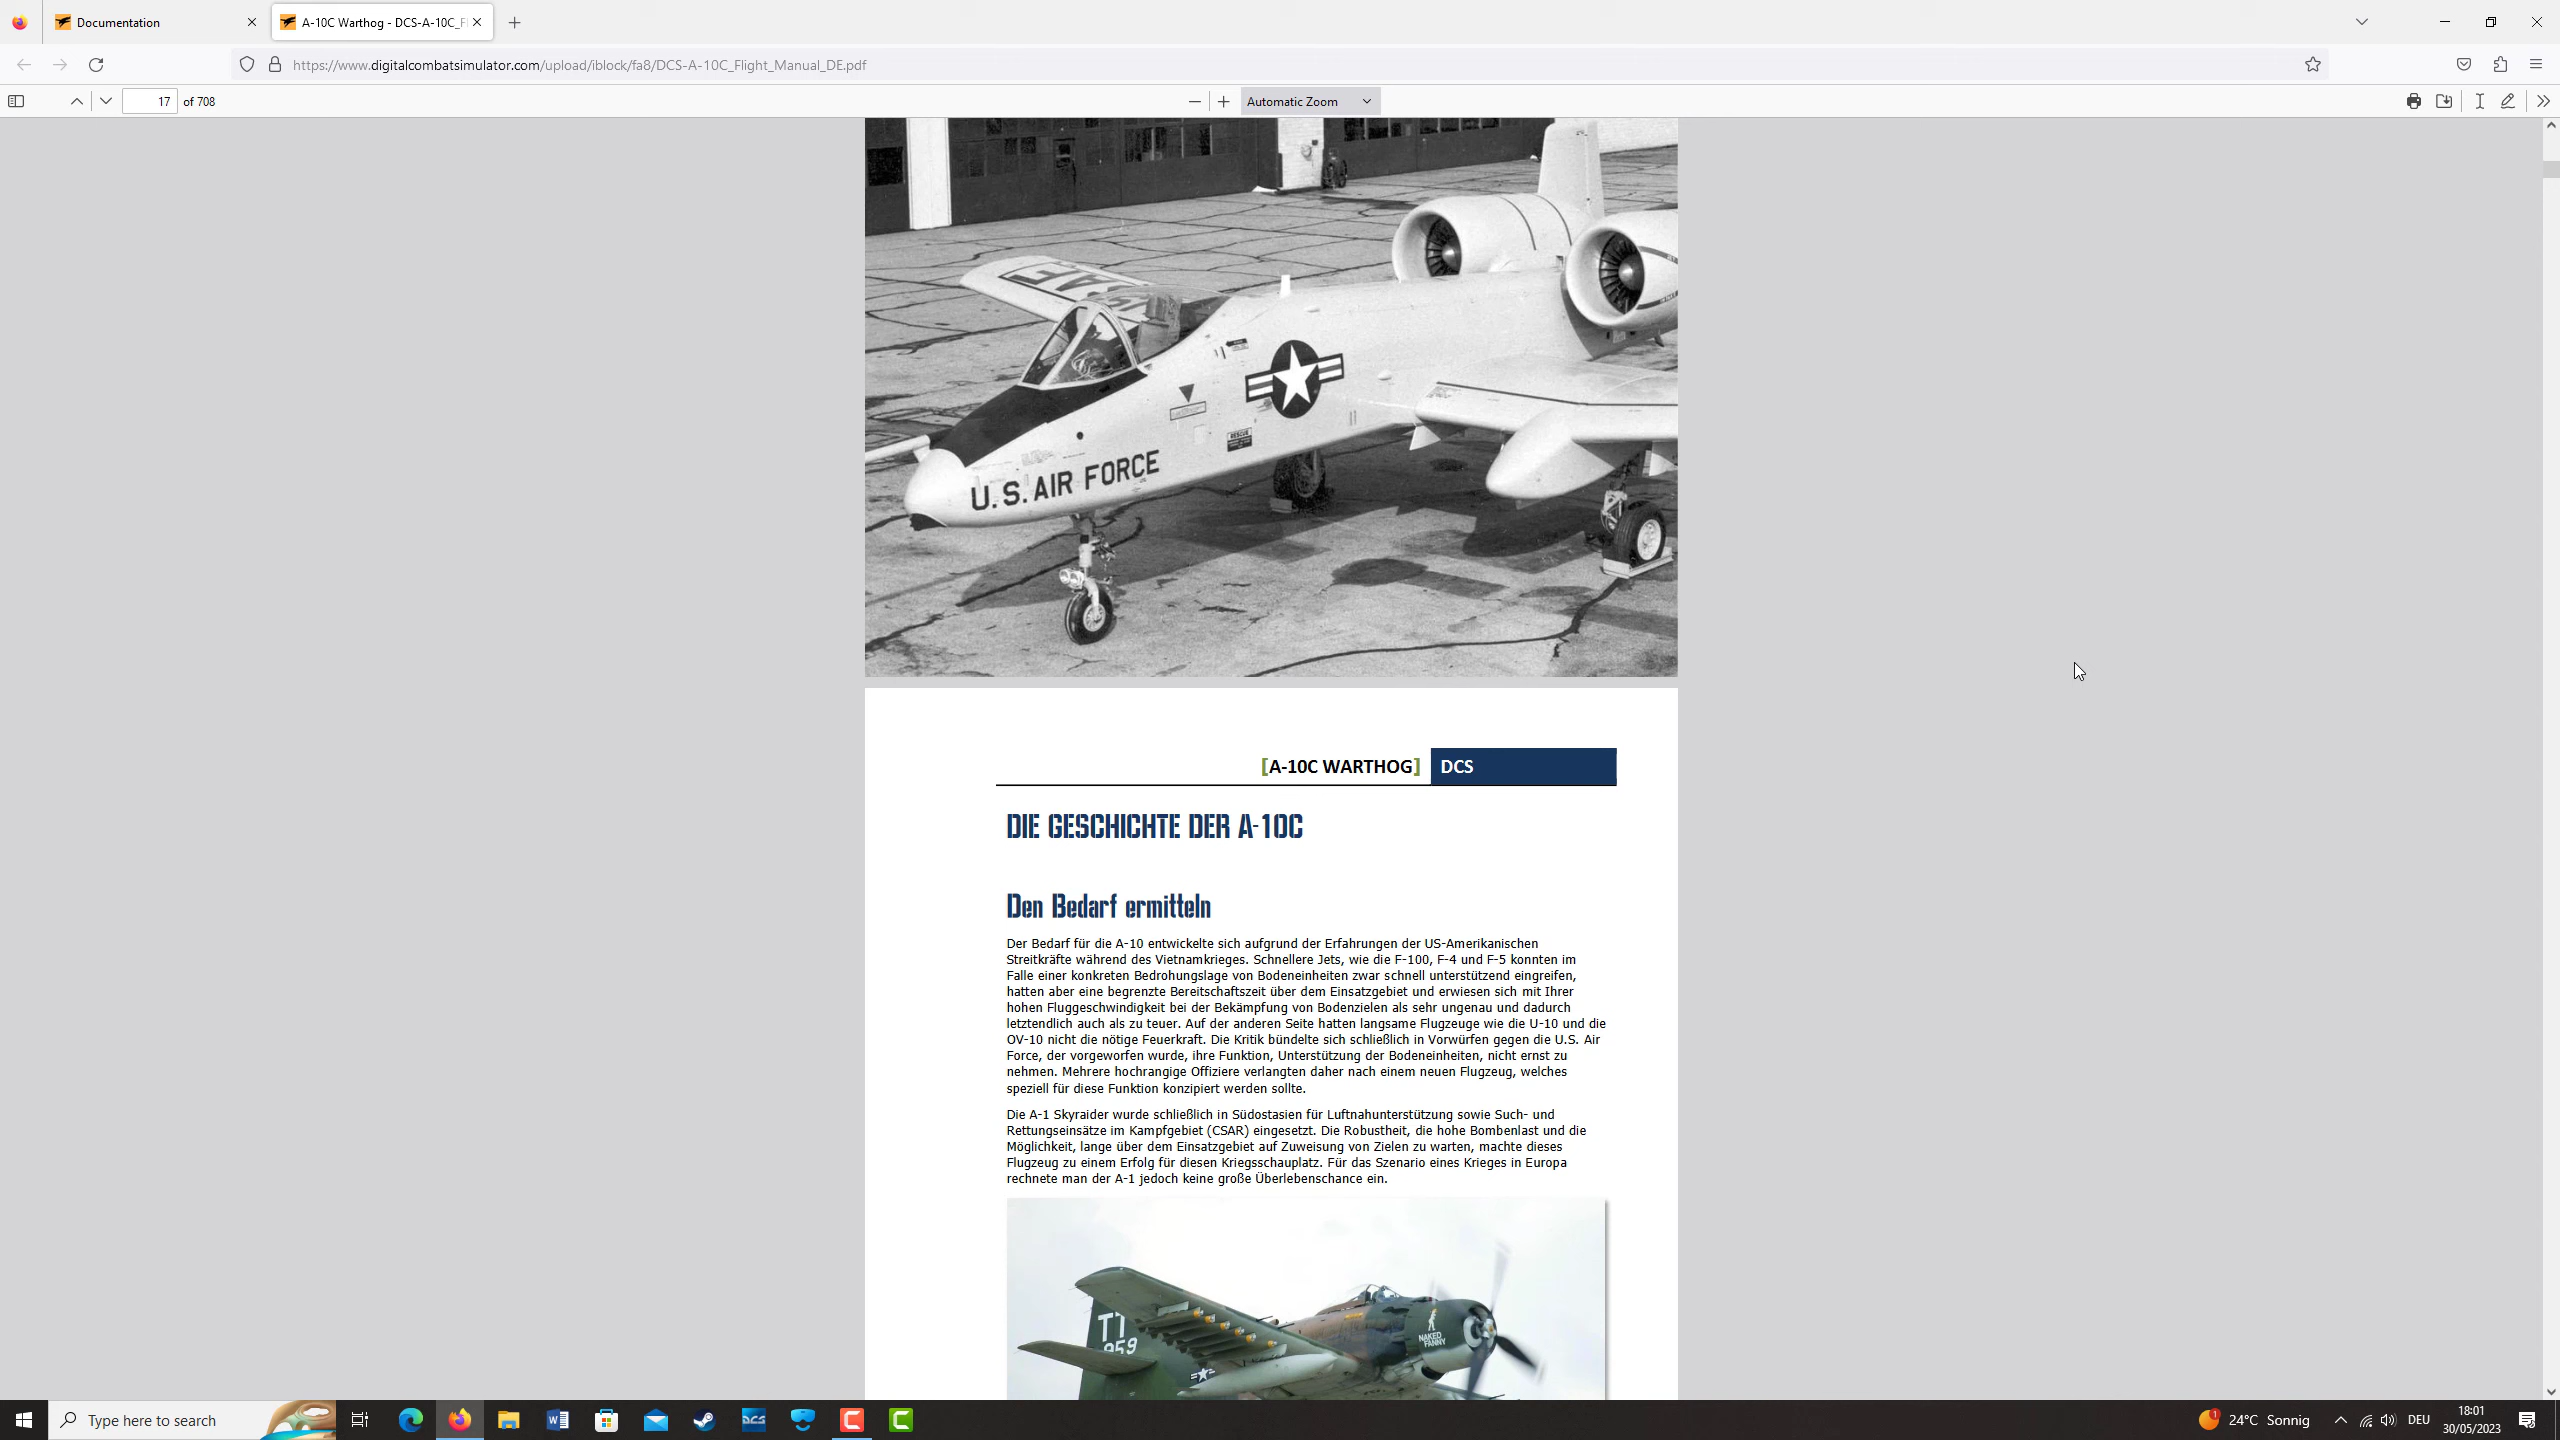 Documentation
A-10C Warthog - DCS-A-10C_Fl
https://www.digitalcombatsimulator.com/upload/iblock/fa8/DCS-A-10C_Flight_Manual_DE.pdf
17 of 708
Automatic Zoom
RESCUE
U.S. AIR FORCE
[A-10C WARTHOG] DCS
DIE GESCHICHTE DER A-10C
Den Bedarf ermitteln
Der Bedarf für die A-10 entwickelte sich aufgrund der Erfahrungen der US-Amerikanischen
Streitkräfte während des Vietnamkrieges. Schnellere Jets, wie die F-100, F-4 und F-5 konnten im
Falle einer konkreten Bedrohungslage von Bodeneinheiten zwar schnell unterstützend eingreifen,
hatten aber eine begrenzte Bereitschaftszeit über dem Einsatzgebiet und erwiesen sich mit Ihrer
hohen Fluggeschwindigkeit bei der Bekämpfung von Bodenzielen als sehr ungenau und dadurch
letztendlich auch als zu teuer. Auf der anderen Seite hatten langsame Flugzeuge wie die U-10 und die
OV-10 nicht die nötige Feuerkraft. Die Kritik bündelte sich schließlich in Vorwürfen gegen die U.S. Air
Force, der vorgeworfen wurde, ihre Funktion, Unterstützung der Bodeneinheiten, nicht ernst zu
nehmen. Mehrere hochrangige Offiziere verlangten daher nach einem neuen Flugzeug, welches
speziell für diese Funktion konzipiert werden sollte.
Die A-1 Skyraider wurde schließlich in Südostasien für Luftnahunterstützung sowie Such- und
Rettungseinsätze im Kampfgebiet (CSAR) eingesetzt. Die Robustheit, die hohe Bombenlast und die
Möglichkeit, lange über dem Einsatzgebiet auf Zuweisung von Zielen zu warten, machte dieses
Flugzeug zu einem Erfolg für diesen Kriegsschauplatz. Für das Szenario eines Krieges in Europa
rechnete man der A-1 jedoch keine große Überlebenschance ein.
TT
959
NAKED
FANNY
Type here to search
DCS
1
24°C Sonnig
DEU
18:01
30/05/2023